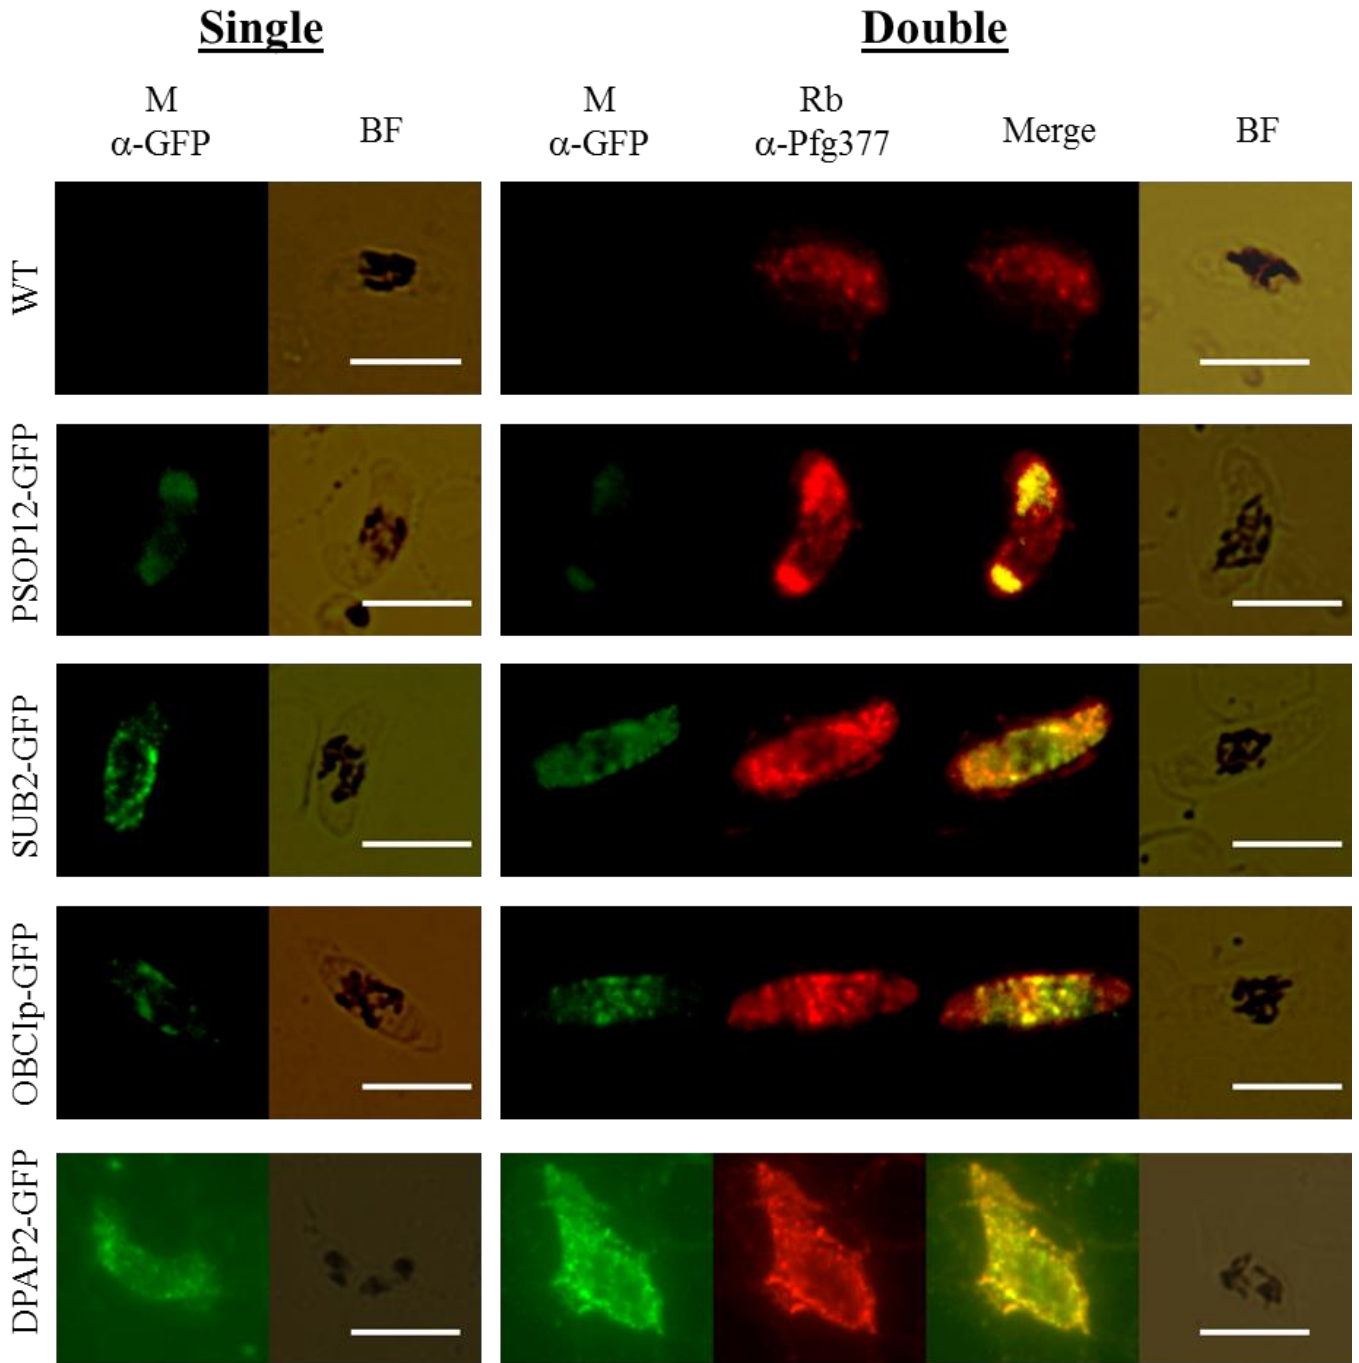 Single
Double
M
α-GFP
BF
M
α-GFP
Rb
α-Pfg377
Merge
BF
WT
PSOP12-GFP
SUB2-GFP
OBCIp-GFP
DPAP2-GFP